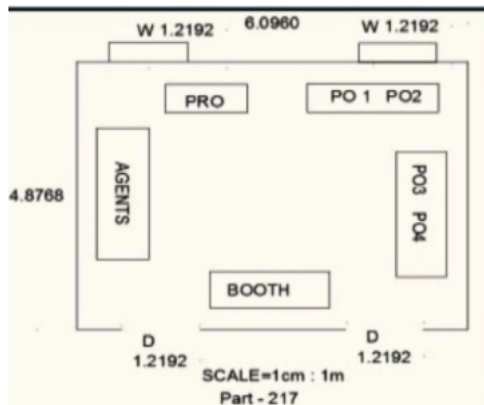 W 1.2192 6.0960 W 1.2192
PRO PO 1 PO2
AGENTS
4.8768
PO3 PO4
BOOTH
D D
1.2192 1.2192
SCALE=1cm : 1m
Part - 217